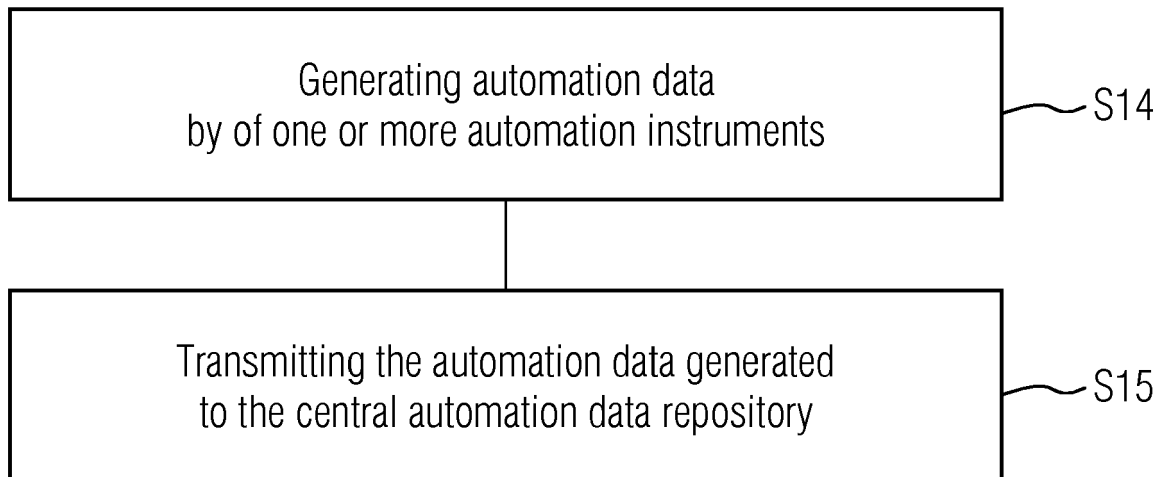 Generating automation data
by of one or more automation instruments
S14
Transmitting the automation data generated
to the central automation data repository
S15